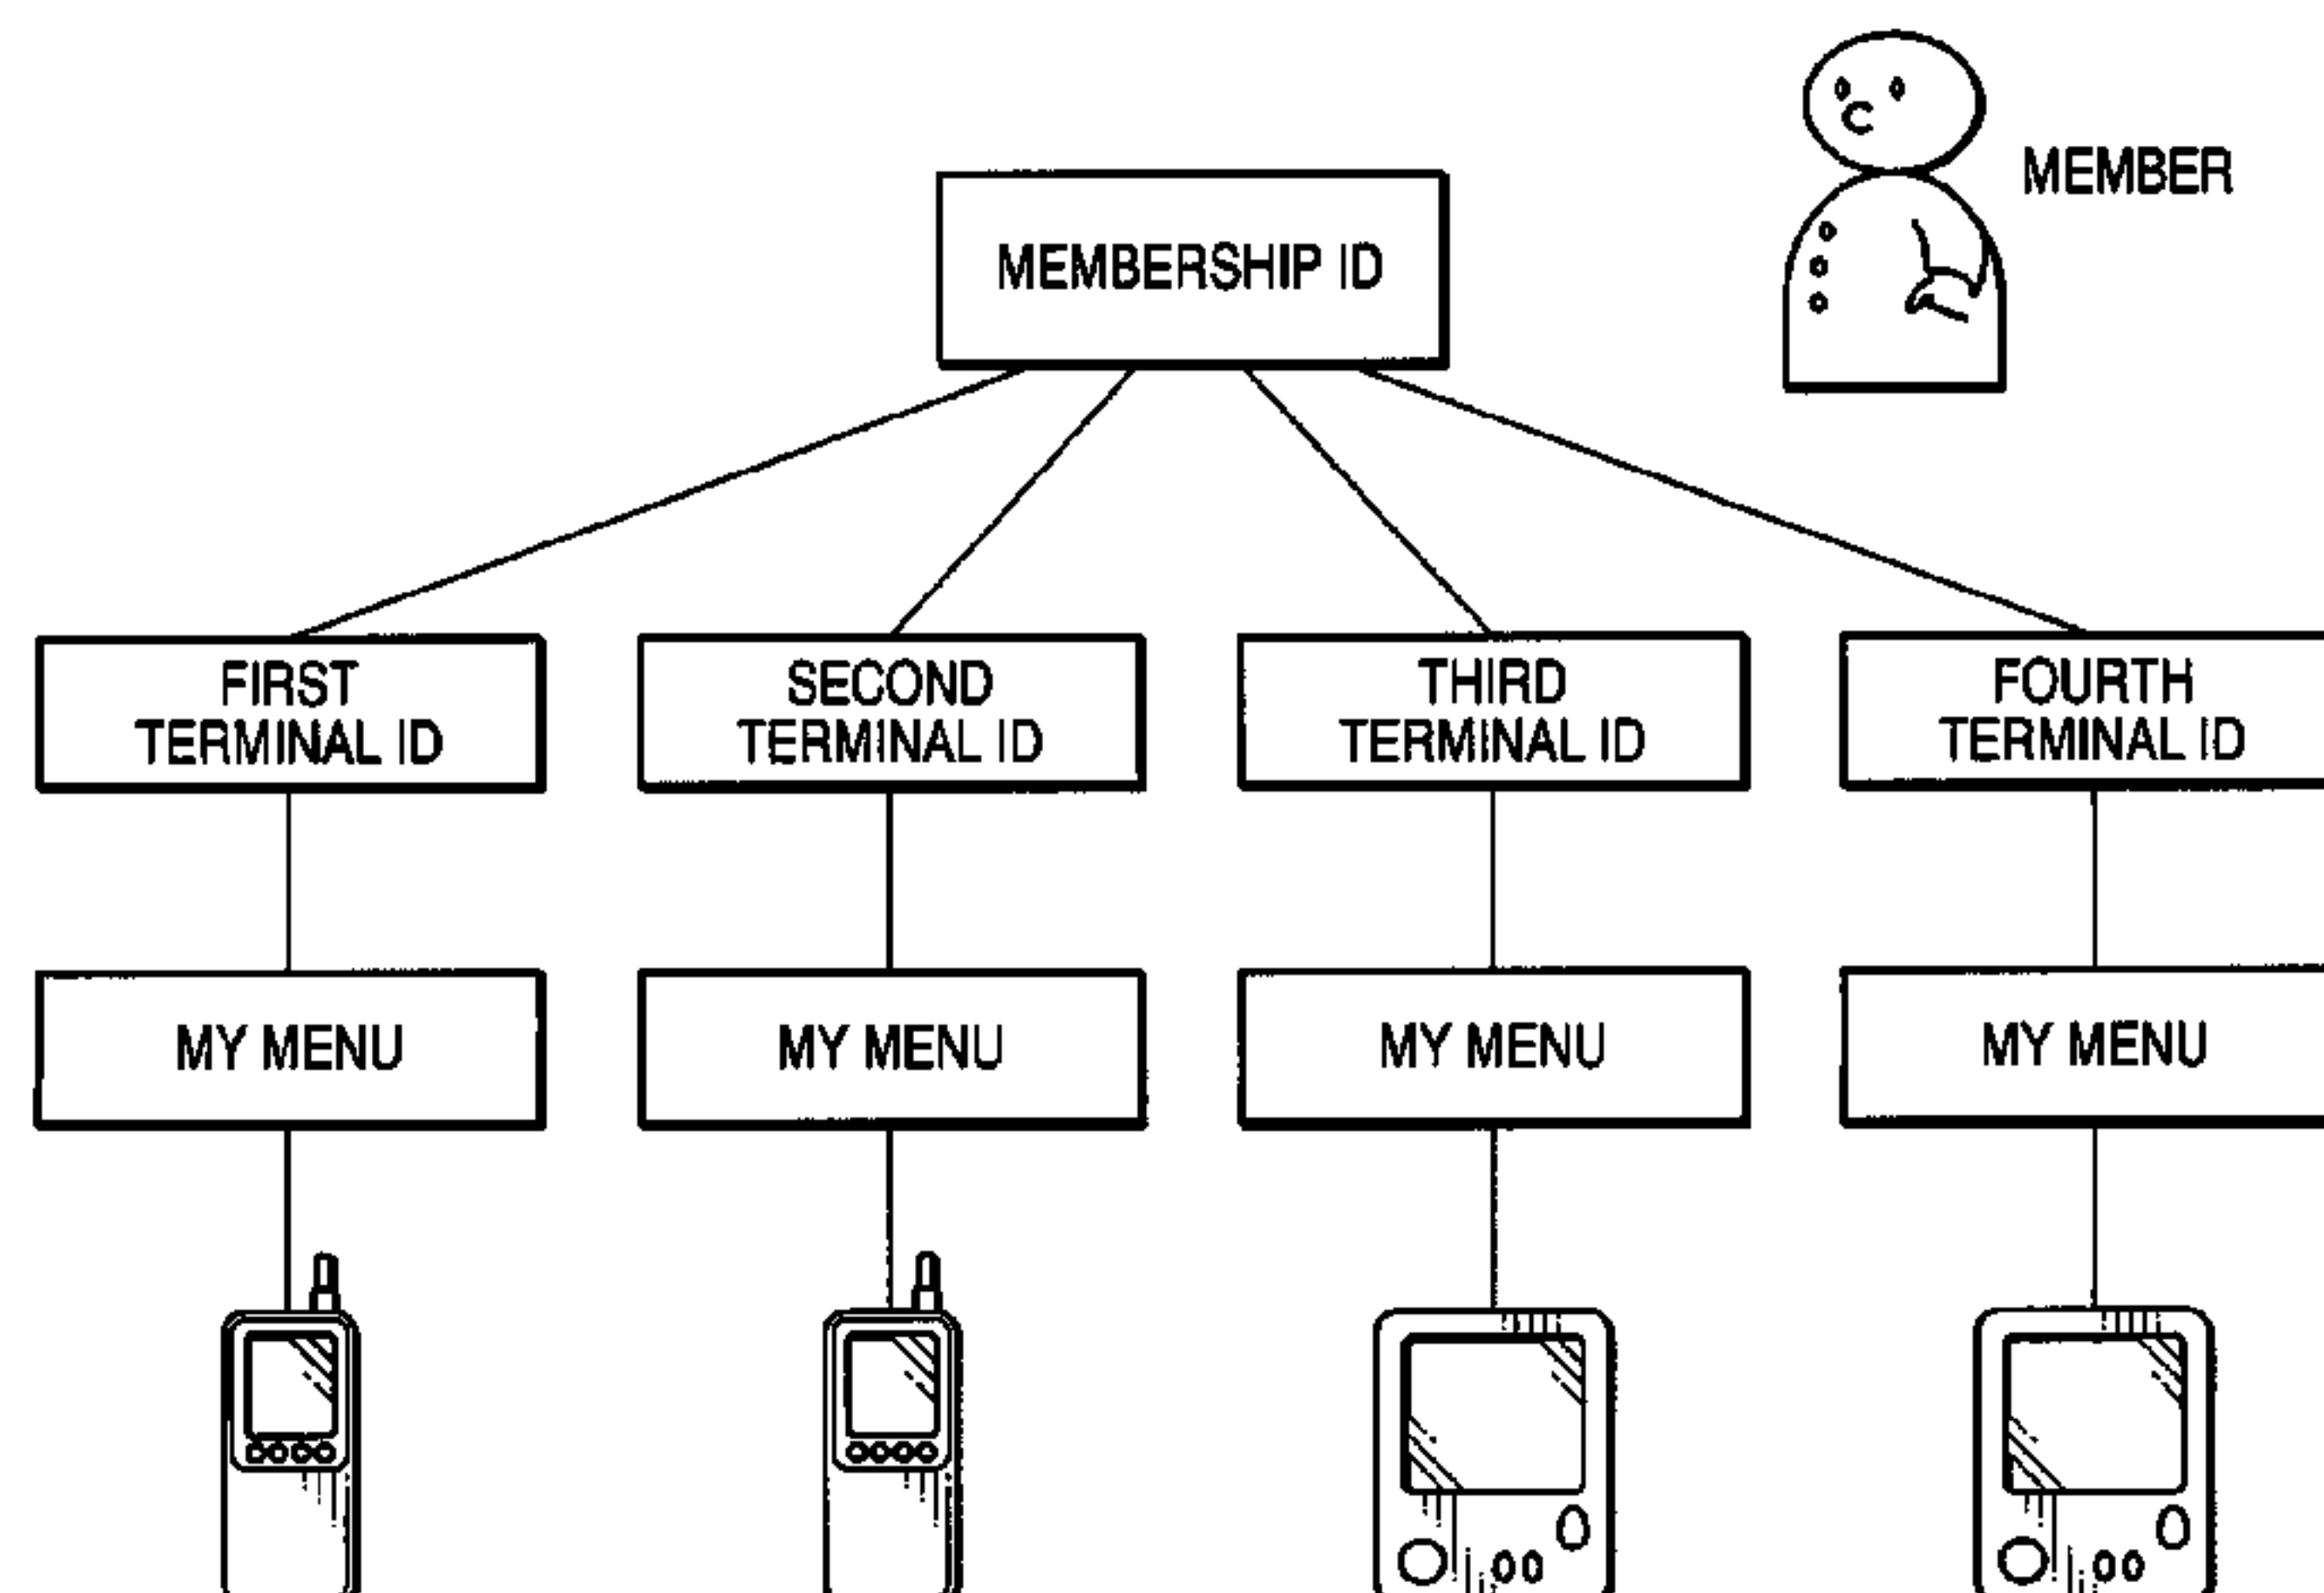 MEMBER
MEMBERSHIP ID
FIRST
TERMINAL ID
SECOND
TERMINAL ID
THIRD
TERMINAL ID
FOURTH
TERMINAL ID
MY MENU
MY MENU
MY MENU
MY MENU